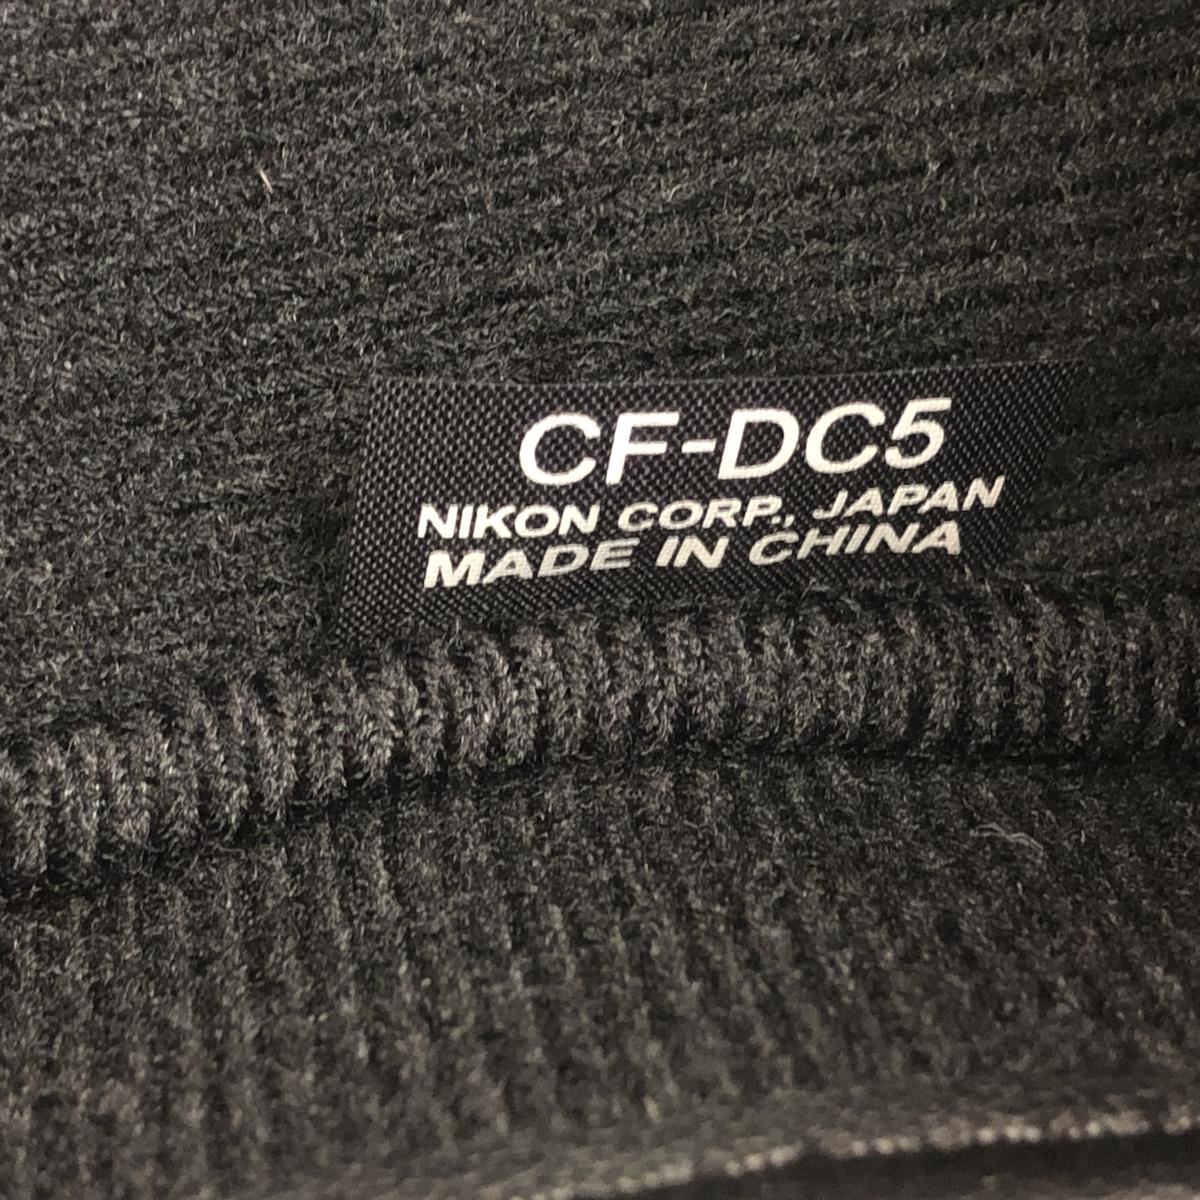 CF-DC5
NIKON CORP., JAPAN
MADE IN CHINA